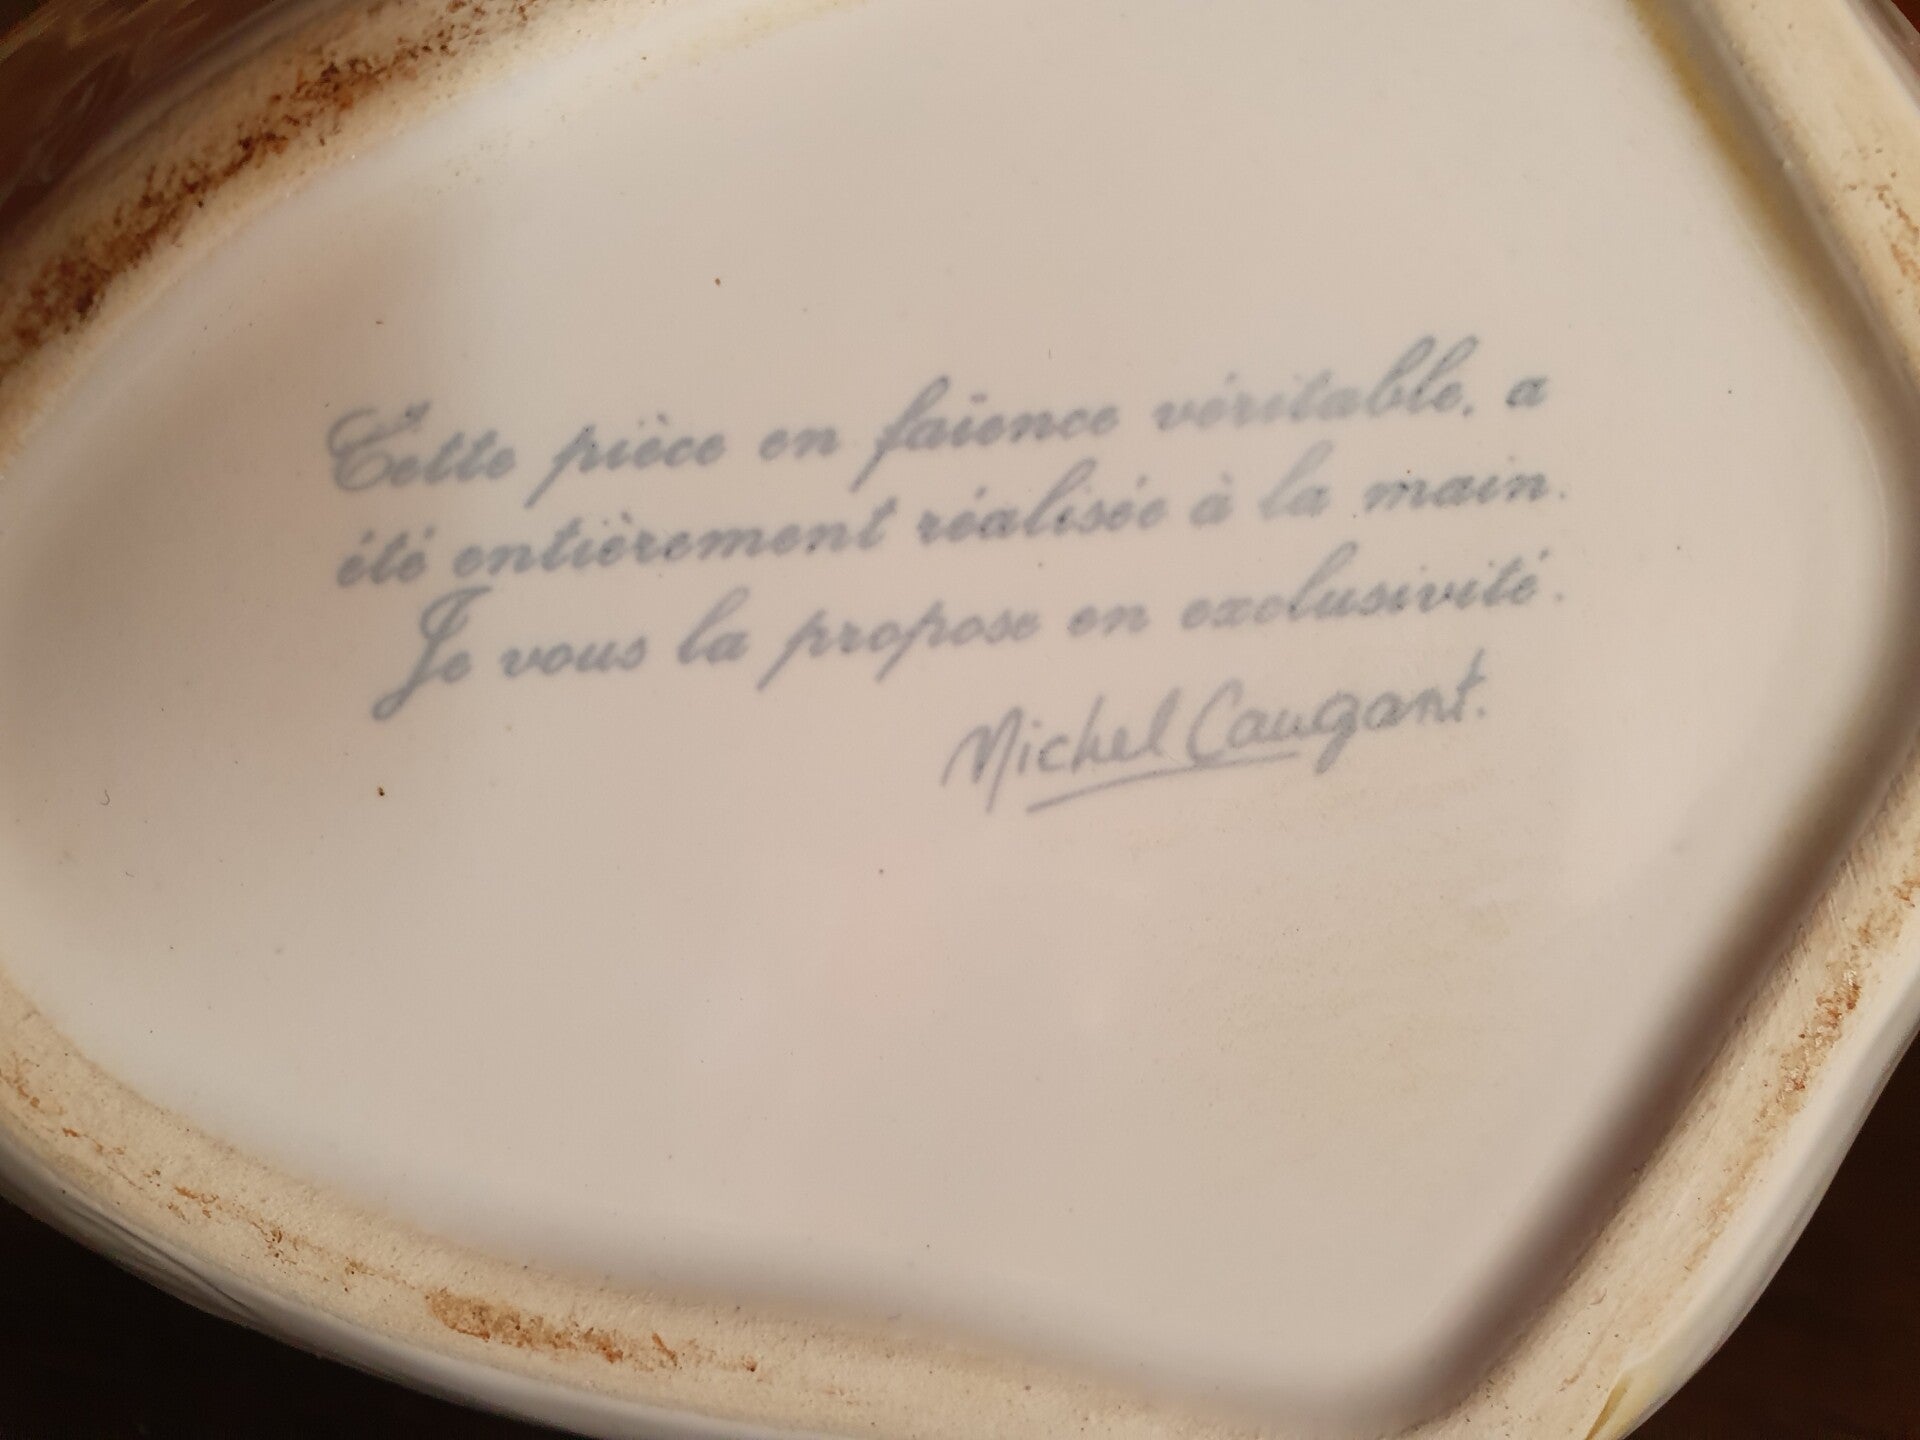 Cette pièce en faïence véritable, a
été entièrement réalisée à la main.
Je vous la propose en exclusivité.
Michel Caugant.